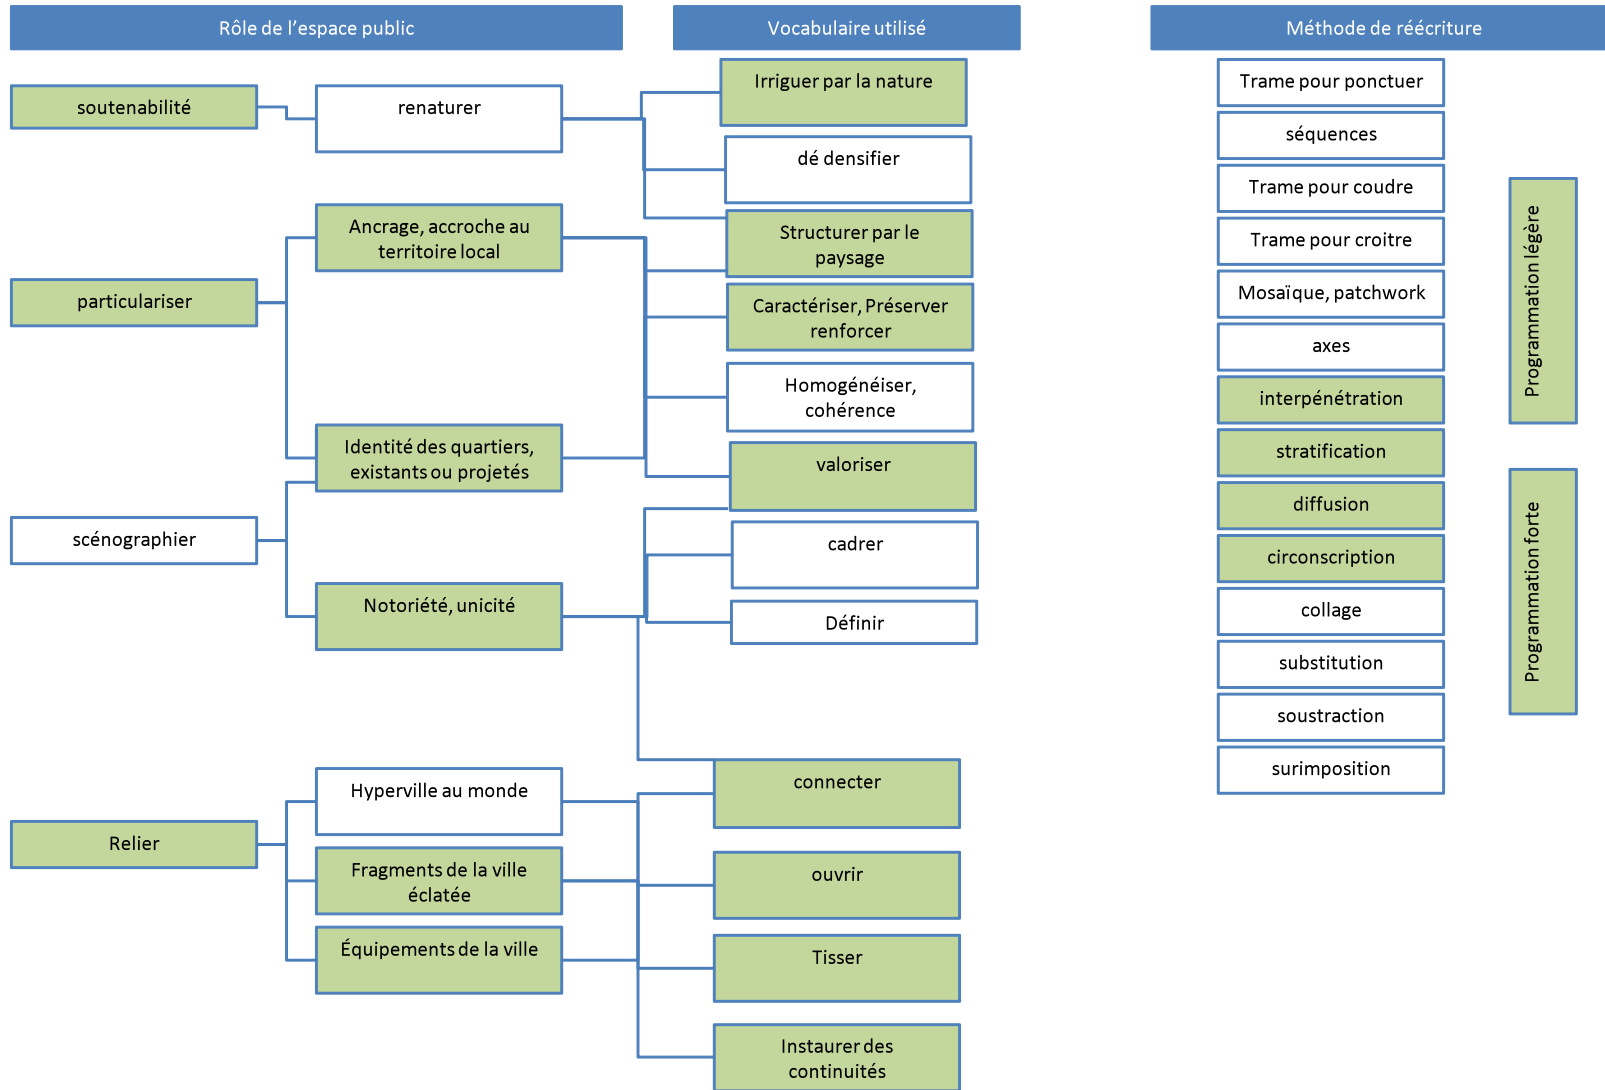 Rôle de l'espace public
Vocabulaire utilisé
Méthode de réécriture
soutenabilité
particulariser
scénographier
Relier
renaturer
Ancrage, accroche au
territoire local
Identité des quartiers,
existants ou projetés
Notoriété, unicité
Hyperville au monde
Fragments de la ville
éclatée
Équipements de la ville
Irriguer par la nature
dé densifier
Structurer par le
paysage
Caractériser, Préserver
renforcer
Homogénéiser,
cohérence
valoriser
cadrer
Définir
connecter
ouvrir
Tisser
Instaurer des
continuités
Trame pour ponctuer
séquences
Trame pour coudre
Trame pour croitre
Mosaïque, patchwork
axes
interpénétration
stratification
diffusion
circonscription
collage
substitution
soustraction
surimposition
Programmation légère
Programmation forte